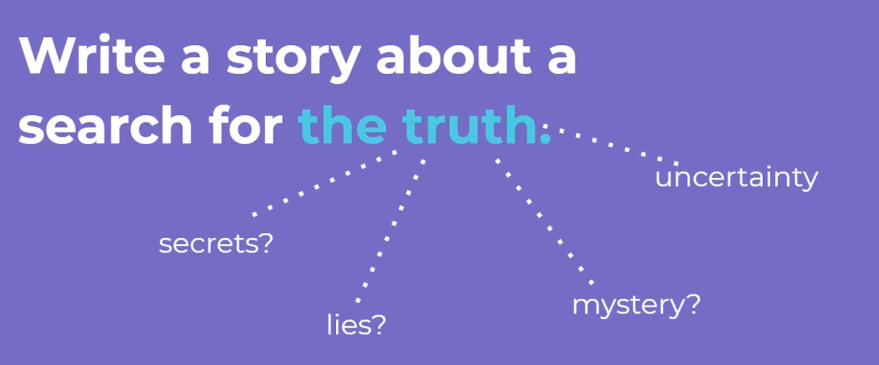 Write a story about a
search for the truth.
uncertainty
secrets?
mystery?
lies?